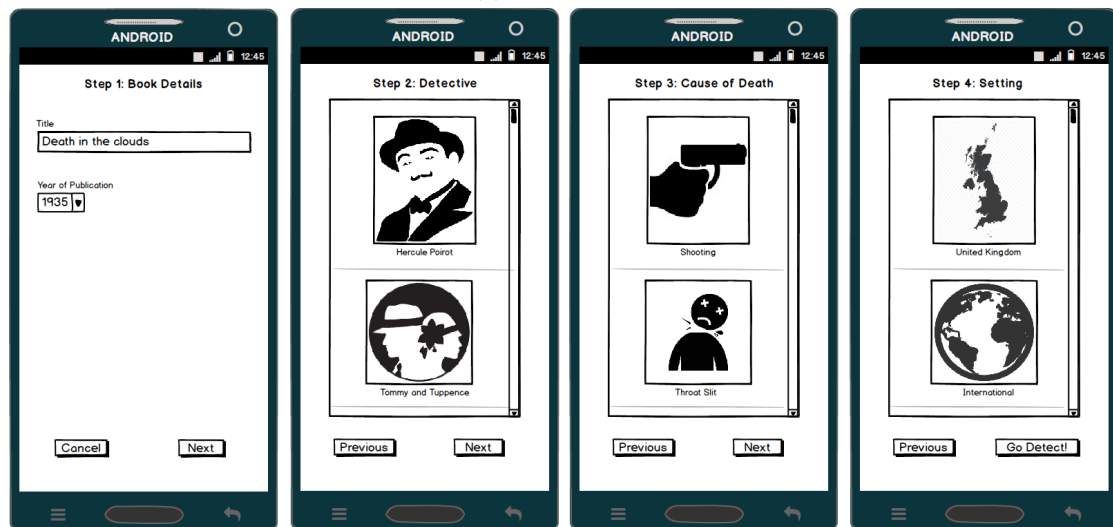 ANDROID
12:45
Step 1: Book Details
Title
Death in the clouds
Year of Publication
1935
Cancel
Next
ANDROID
12:45
Step 2: Detective
Hercule Poirot
Tommy and Tuppence
Previous
Next
ANDROID
12:45
Step 3: Cause of Death
Shooting
Throat Slit
Previous
Next
ANDROID
12:45
Step 4: Setting
United Kingdom
International
Previous
Go Detect!